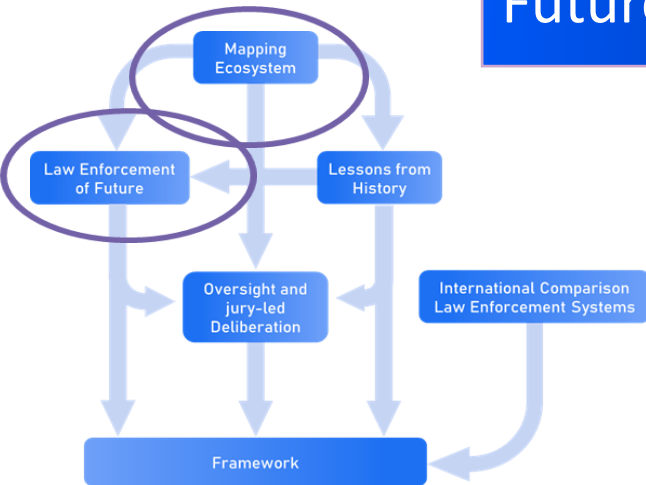 Future
Mapping
Ecosystem
Law Enforcement
of Future
Lessons from
History
Oversight and
jury-led
Deliberation
International Comparison
Law Enforcement Systems
Framework